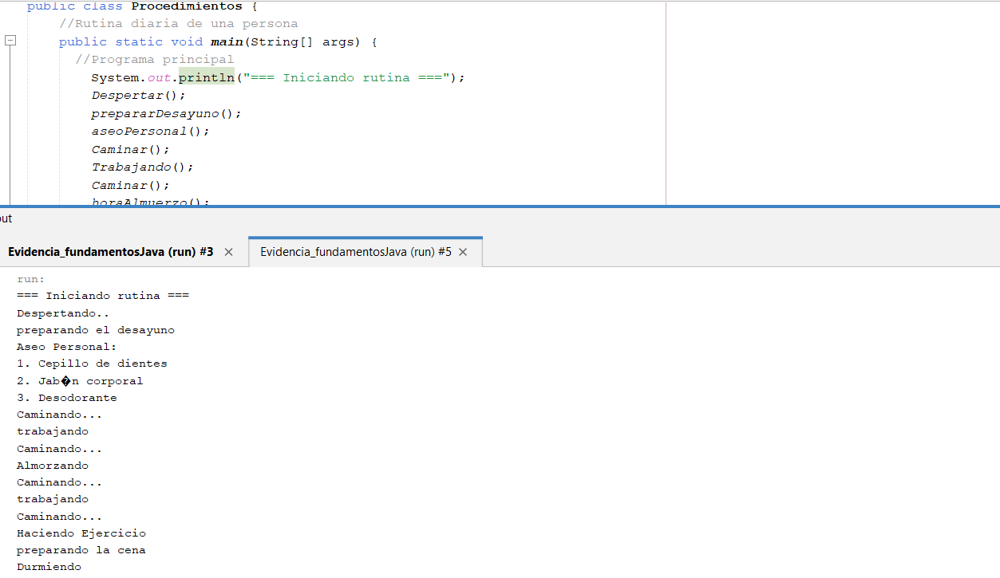 public class Procedimientos {
//Rutina diaria de una persona
public static void main(String[] args) {
//Programa principal
System.out.println("=== Iniciando rutina ===");
Despertar();
prepararDesayuno();
aseoPersonal();
Caminar();
Trabajando();
Caminar();
horaAlmuerzo();
out
Evidencia_fundamentosJava (run) #3 × Evidencia_fundamentosJava (run) #5 ×
run:
=== Iniciando rutina ===
Despertando..
preparando el desayuno
Aseo Personal:
1. Cepillo de dientes
2. Jab�n corporal
3. Desodorante
Caminando...
trabajando
Caminando...
Almorzando
Caminando...
trabajando
Caminando...
Haciendo Ejercicio
preparando la cena
Durmiendo